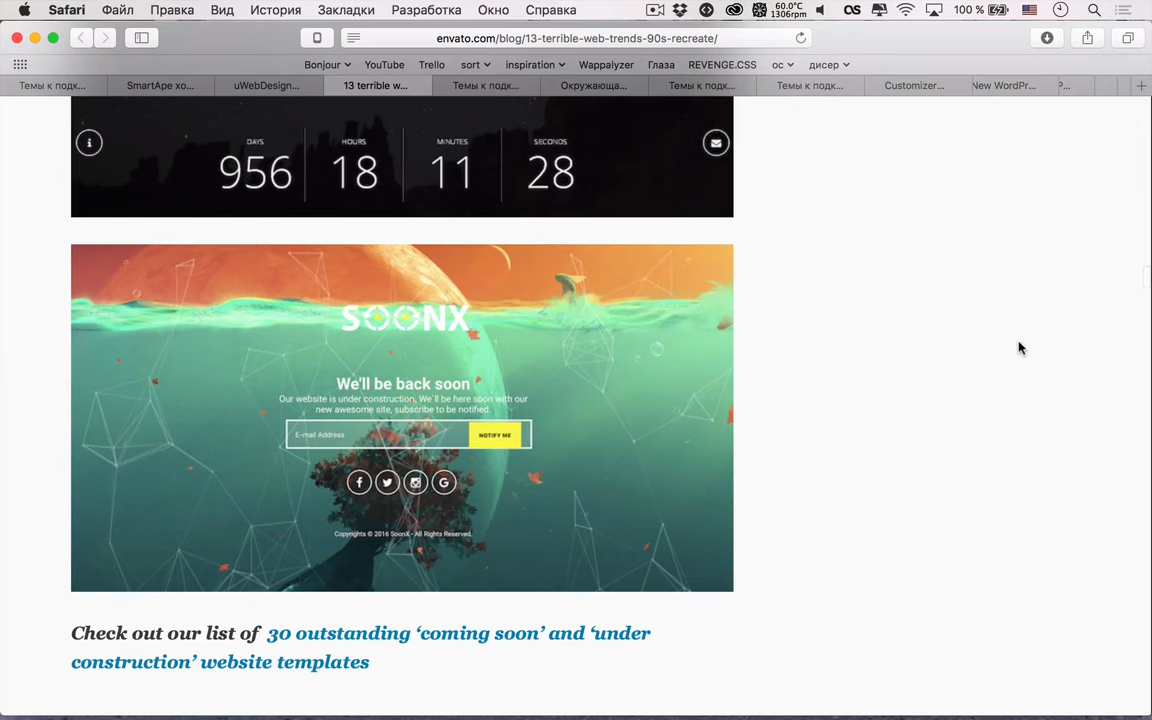 Safari Файл Правка Вид История Закладки Разработка Окно Справка 60.0°C 1306rpm 100 %
envato.com/blog/13-terrible-web-trends-90s-recreate/
Bonjour YouTube Trello sort inspiration Wappalyzer Глаза REVENGE.CSS ос дисер
Темы к подк... SmartApe хо... uWebDesign... 13 terrible w... Темы к подк... Окружающа... Темы к подк... Темы к подк... Customizer... New WordPr...
DAYS HOURS MINUTES SECONDS
956 18 11 28
SOONX
We'll be back soon
Our website is under construction, We'll be here soon with our
new awesome site, subscribe to be notified.
E-mail Address NOTIFY ME
Copyrights © 2016 SoonX - All Rights Reserved.
Check out our list of 30 outstanding ‘coming soon’ and ‘under
construction’ website templates